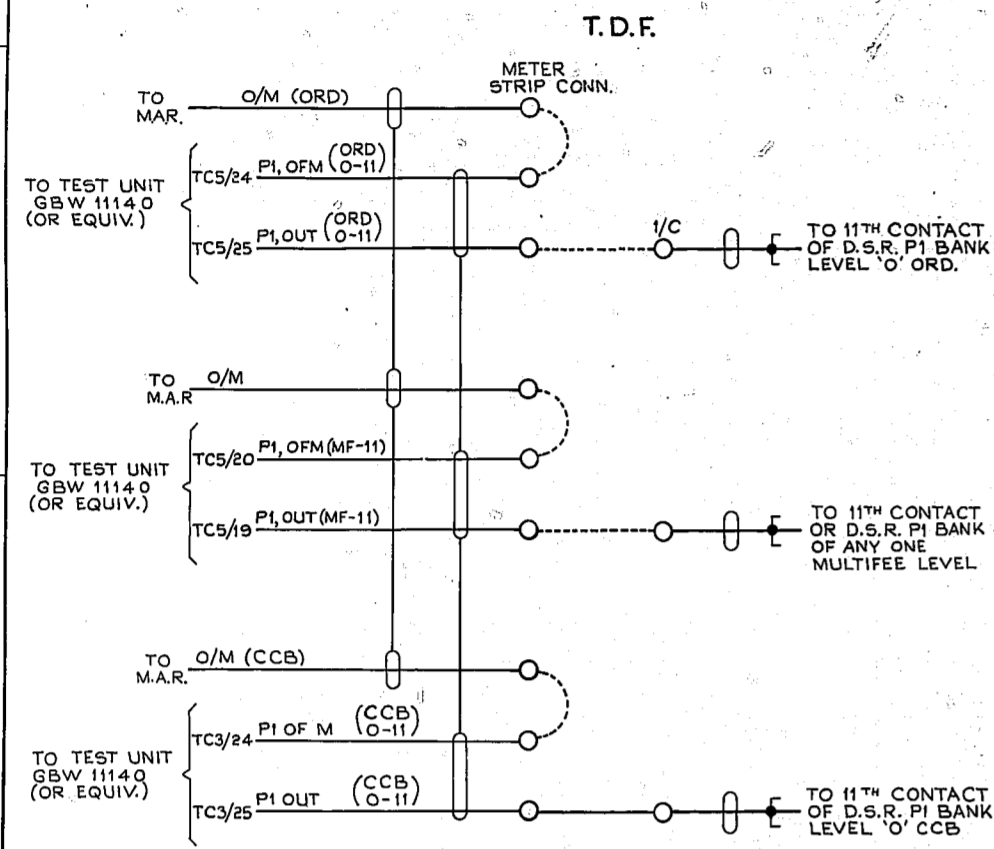 T.D.F.
METER
STRIP CONN.
TO
MAR.
O/M (ORD)
TO TEST UNIT
GBW 11140
(OR EQUIV.)
TC5/24
P1, OFM (ORD
O-11)
TC5/25
P1, OUT (ORD
O-11)
1/C
TO 11TH CONTACT
OF D.S.R. P1 BANK
LEVEL 'O' ORD.
TO
M.A.R
O/M
TO TEST UNIT
GBW 11140
(OR EQUIV.)
TC5/20
P1, OFM (MF-11)
TC5/19
P1, OUT (MF-11)
TO 11TH CONTACT
OR D.S.R. P1 BANK
OF ANY ONE
MULTIFEE LEVEL
TO
M.A.R.
O/M (CCB)
TO TEST UNIT
GBW 11140
(OR EQUIV.)
TC3/24
P1 OF M (CCB
O-11)
TC3/25
P1 OUT (CCB
O-11)
TO 11TH CONTACT
OF D.S.R. P1 BANK
LEVEL 'O' CCB